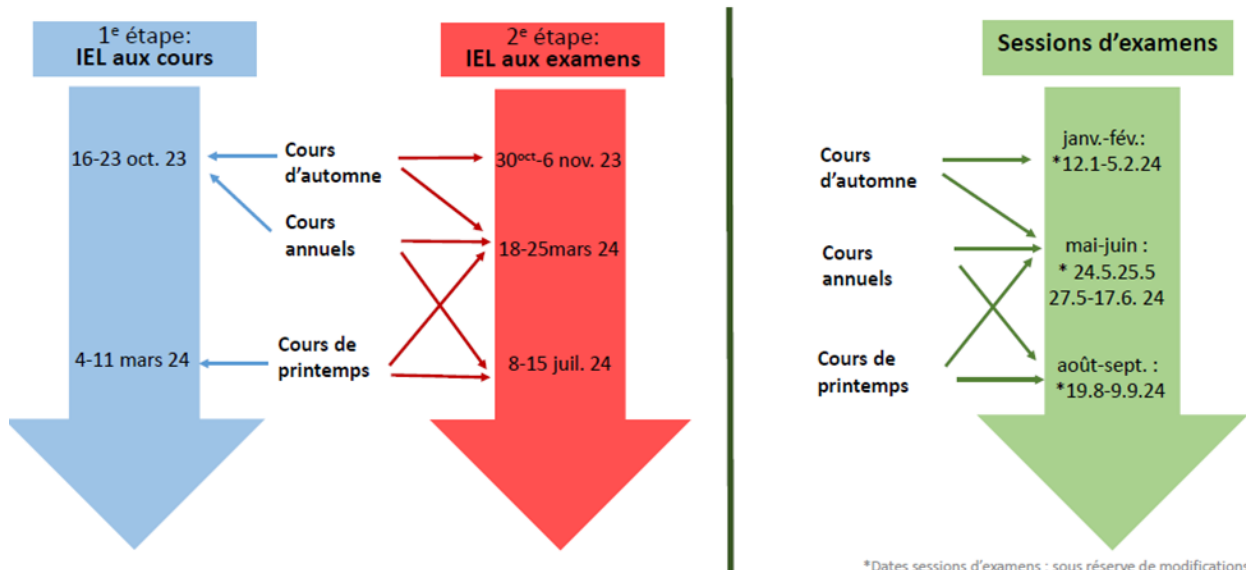 1e étape:
IEL aux cours
16-23 oct. 23
4-11 mars 24
Cours
d’automne
Cours
annuels
Cours de
printemps
2e étape:
IEL aux examens
30oct-6 nov. 23
18-25mars 24
8-15 juil. 24
Cours
d’automne
Cours
annuels
Cours de
printemps
Sessions d’examens
janv.-fév.:
*12.1-5.2.24
mai-juin :
* 24.5.25.5
27.5-17.6. 24
août-sept. :
*19.8-9.9.24
*Dates sessions d’examens : sous réserve de modifications